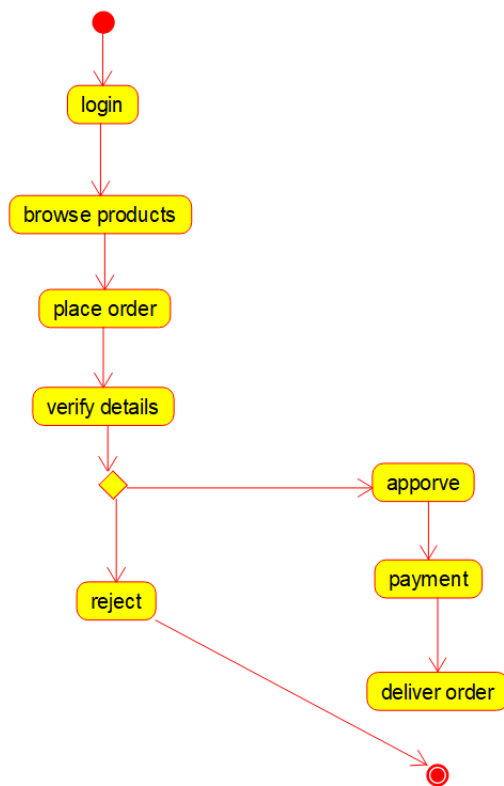 login
browse products
place order
verify details
apporve
reject
payment
deliver order